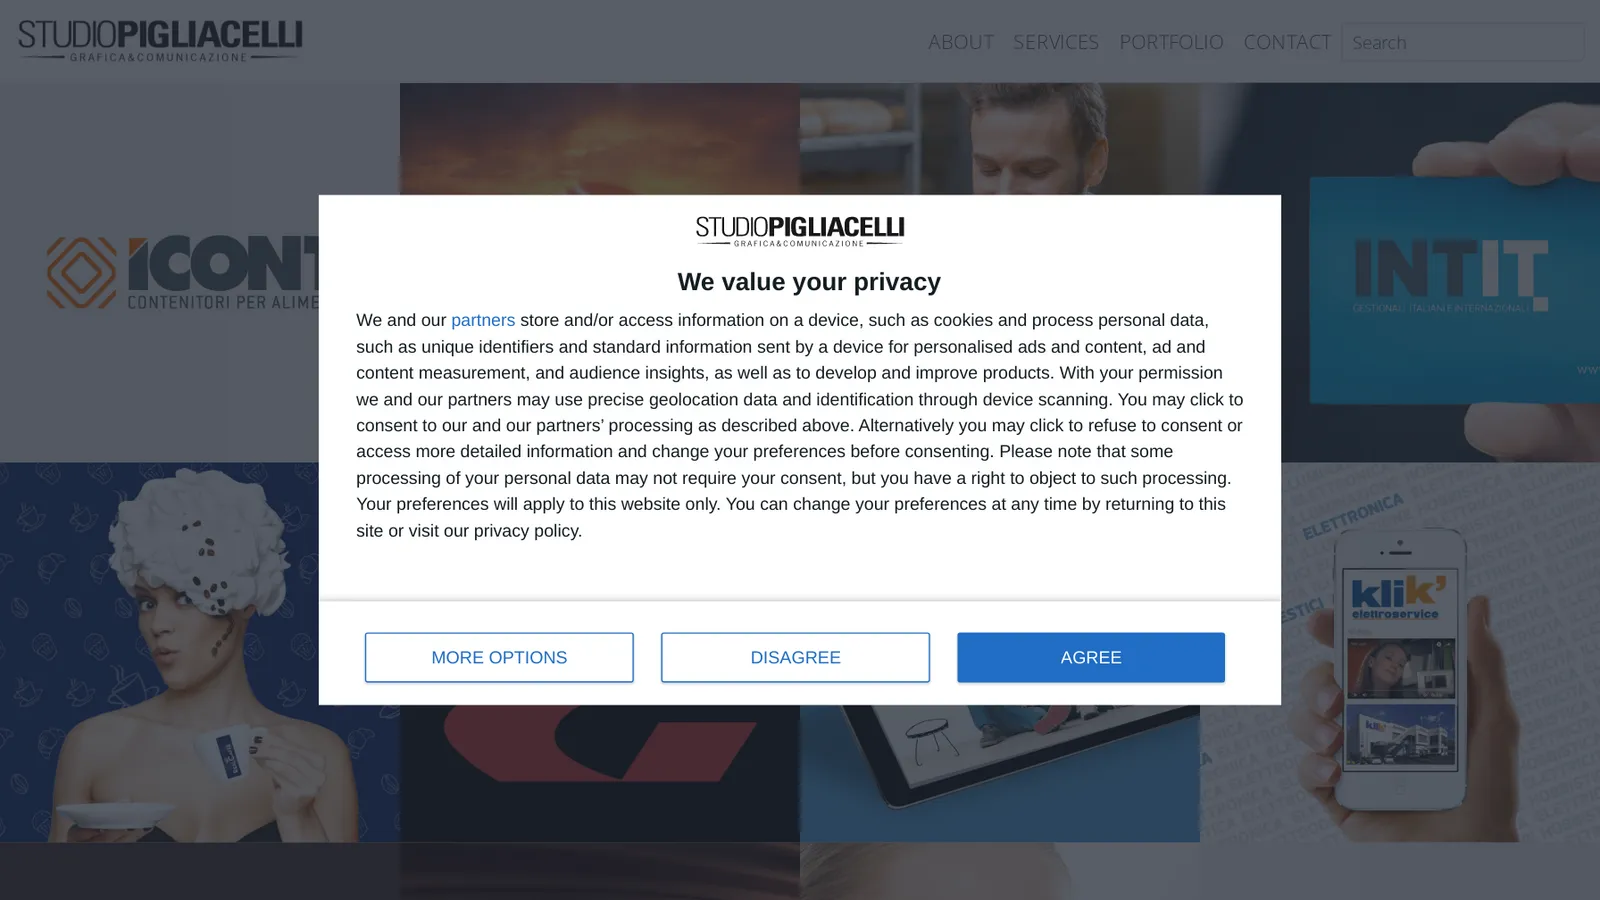 STUDIOPIGLIACELLI
GRAFICA&COMUNICAZIONE
ABOUT SERVICES PORTFOLIO CONTACT Search
iCONT
CONTENITORI PER ALIME
INTIT.
GESTIONALI ITALIANI E INTERNAZIONALI
www
STUDIOPIGLIACELLI
GRAFICA&COMUNICAZIONE
We value your privacy
We and our partners store and/or access information on a device, such as cookies and process personal data,
such as unique identifiers and standard information sent by a device for personalised ads and content, ad and
content measurement, and audience insights, as well as to develop and improve products. With your permission
we and our partners may use precise geolocation data and identification through device scanning. You may click to
consent to our and our partners’ processing as described above. Alternatively you may click to refuse to consent or
access more detailed information and change your preferences before consenting. Please note that some
processing of your personal data may not require your consent, but you have a right to object to such processing.
Your preferences will apply to this website only. You can change your preferences at any time by returning to this
site or visit our privacy policy.
MORE OPTIONS DISAGREE AGREE
ELETTRONICA
ESTICI
klik’
elettroservice